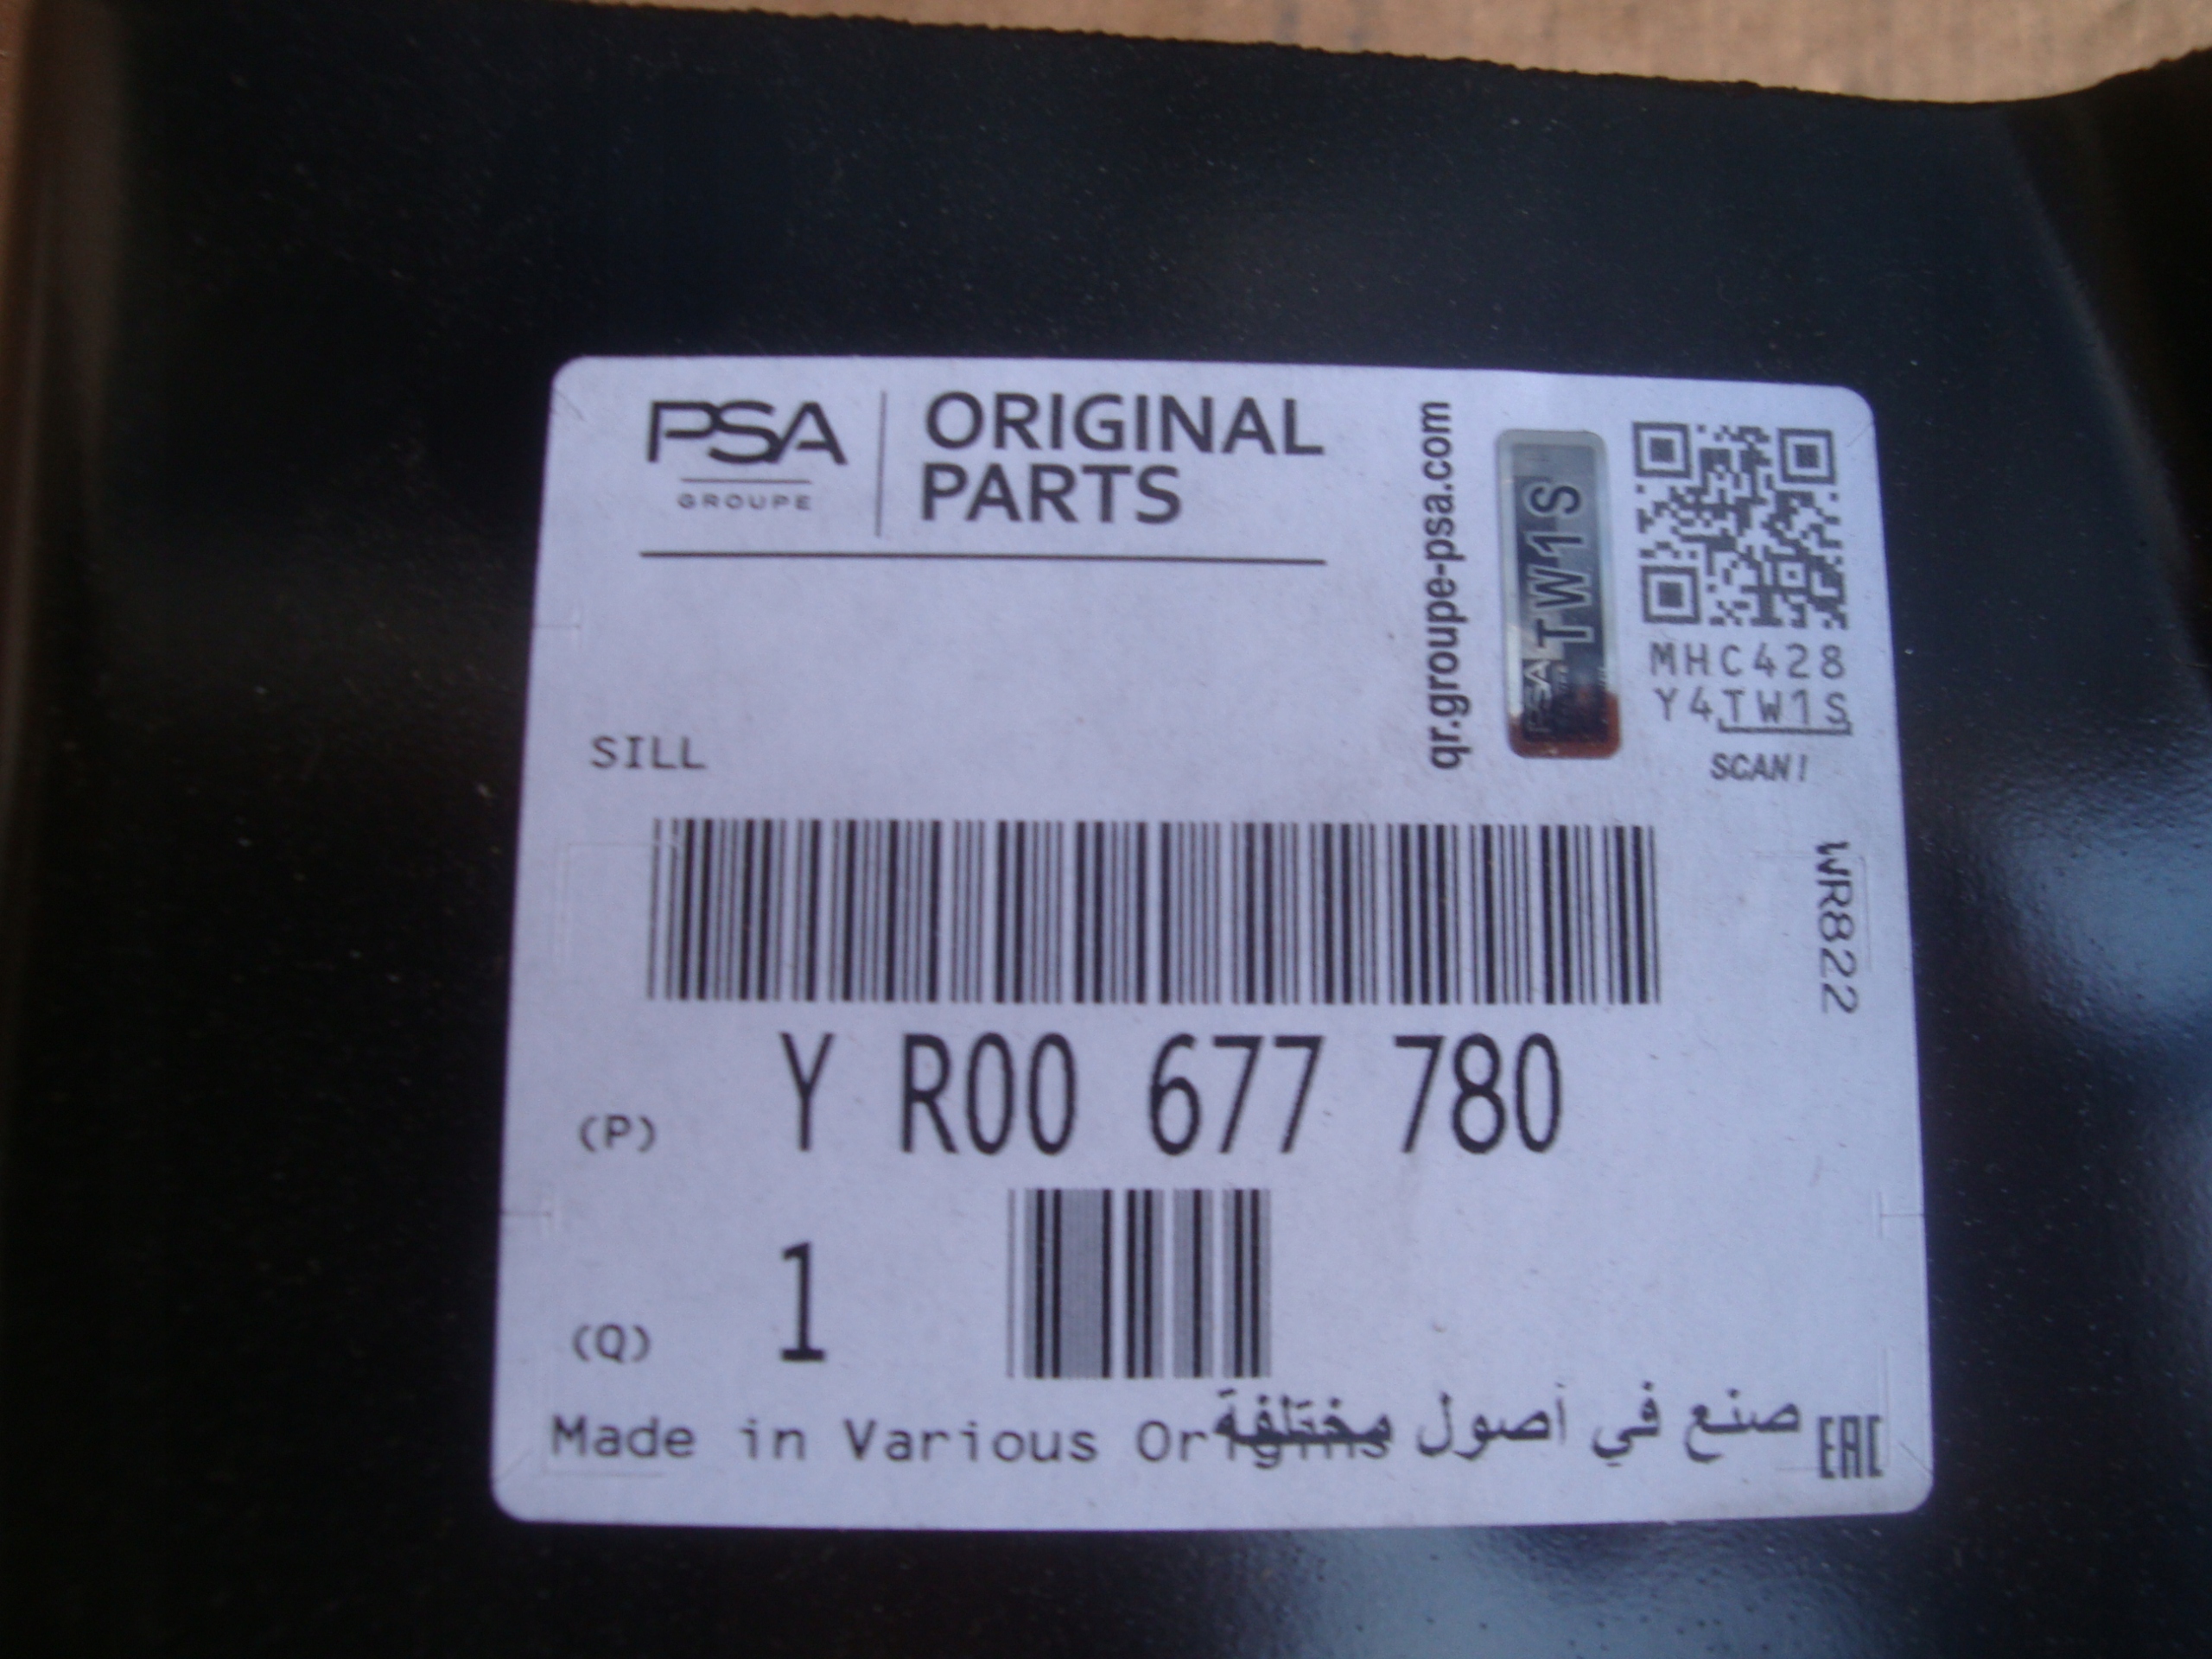 PSA
GROUPE
ORIGINAL
PARTS
qr.groupe-psa.com
PSA
TW1S
MHC428
Y4TW1S
SCAN!
SILL
WR822
(P) Y R00 677 780
(Q) 1
Made in Various Origins
صنع في أصول مختلفة
EAC